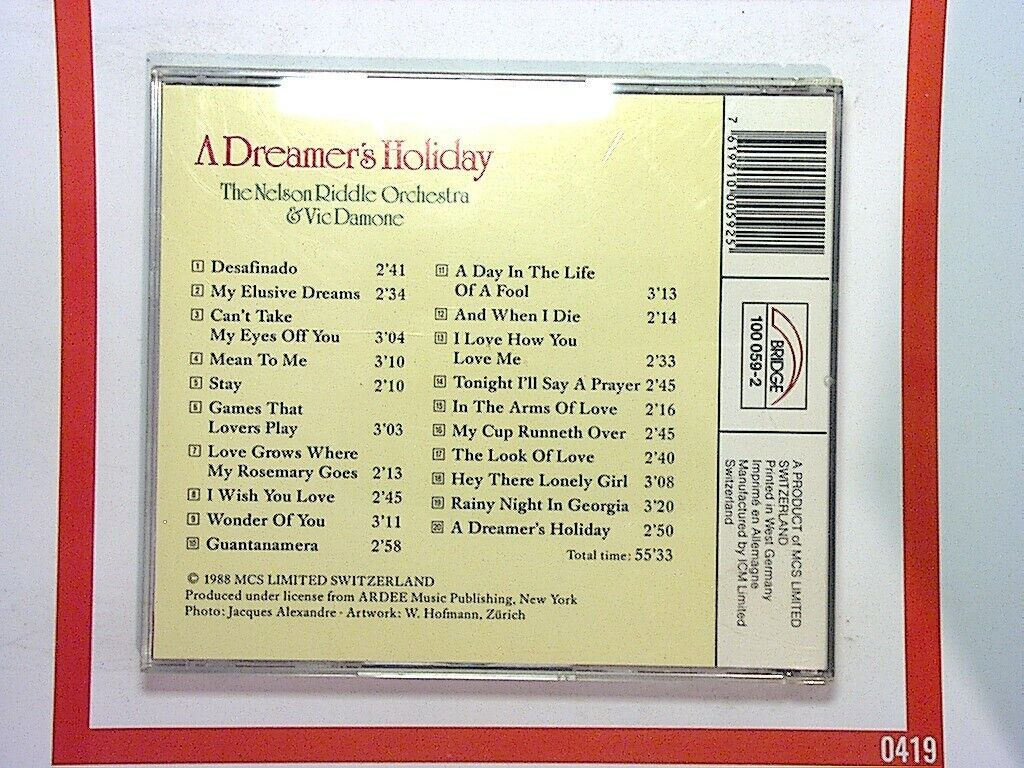 A Dreamer's Holiday
The Nelson Riddle Orchestra
& Vic Damone
1 Desafinado 2'41
2 My Elusive Dreams 2'34
3 Can't Take
My Eyes Off You 3'04
4 Mean To Me 3'10
5 Stay 2'10
6 Games That
Lovers Play 3'03
7 Love Grows Where
My Rosemary Goes 2'13
8 I Wish You Love 2'45
9 Wonder Of You 3'11
10 Guantanamera 2'58
11 A Day In The Life
Of A Fool 3'13
12 And When I Die 2'14
13 I Love How You
Love Me 2'33
14 Tonight I'll Say A Prayer 2'45
15 In The Arms Of Love 2'16
16 My Cup Runneth Over 2'45
17 The Look Of Love 2'40
18 Hey There Lonely Girl 3'08
19 Rainy Night In Georgia 3'20
20 A Dreamer's Holiday 2'50
Total time: 55'33
© 1988 MCS LIMITED SWITZERLAND
Produced under license from ARDEE Music Publishing, New York
Photo: Jacques Alexandre · Artwork: W. Hofmann, Zürich
7 619910 005925
BRIDGE
100 059-2
A PRODUCT of MCS LIMITED
SWITZERLAND
Printed in West Germany
Imprimé en Allemagne
Manufactured by ICM Limited
Switzerland
0419